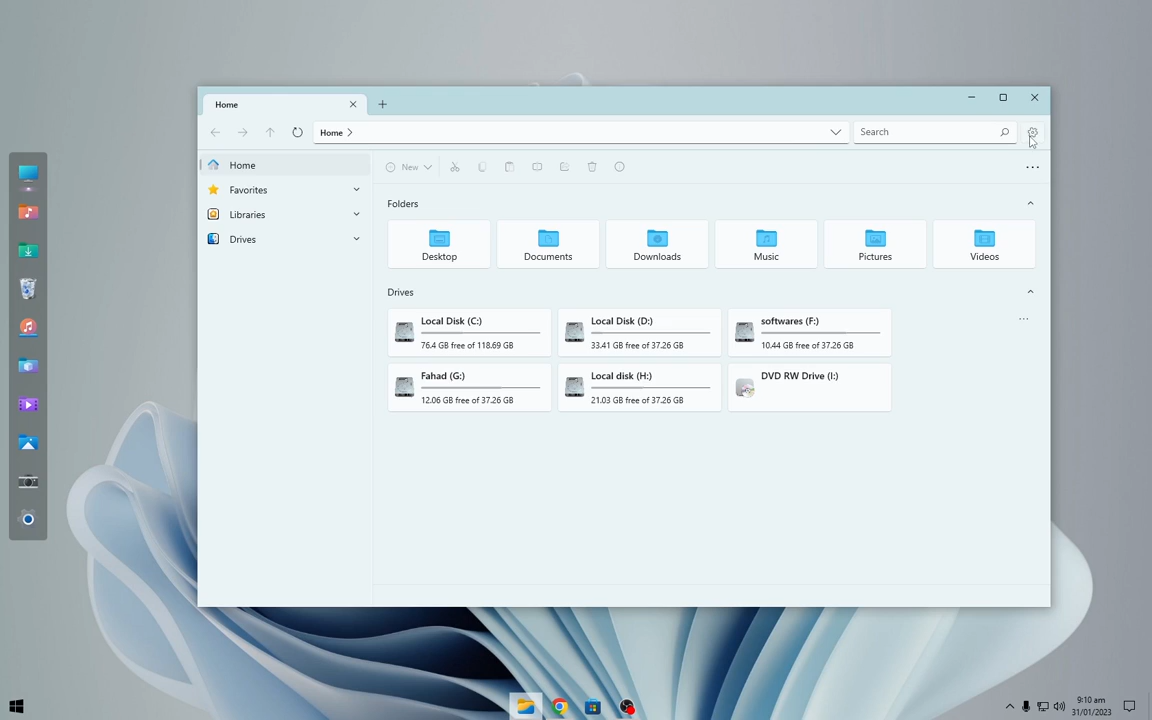 Home
Home
Search
Home
New
Favorites
Libraries
Drives
Folders
Desktop
Documents
Downloads
Music
Pictures
Videos
Drives
Local Disk (C:)
76.4 GB free of 118.69 GB
Local Disk (D:)
33.41 GB free of 37.26 GB
softwares (F:)
10.44 GB free of 37.26 GB
Fahad (G:)
12.06 GB free of 37.26 GB
Local disk (H:)
21.03 GB free of 37.26 GB
DVD RW Drive (I:)
9:10 am
31/01/2023